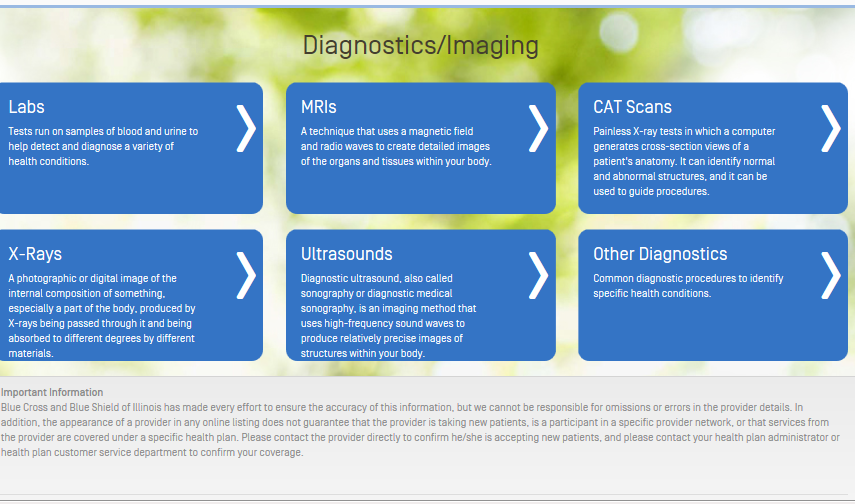 Diagnostics/Imaging
Labs
Tests run on samples of blood and urine to
help detect and diagnose a variety of
health conditions.
MRIs
A technique that uses a magnetic field
and radio waves to create detailed images
of the organs and tissues within your body.
CAT Scans
Painless X-ray tests in which a computer
generates cross-section views of a
patient's anatomy. It can identify normal
and abnormal structures, and it can be
used to guide procedures.
X-Rays
A photographic or digital image of the
internal composition of something,
especially a part of the body, produced by
X-rays being passed through it and being
absorbed to different degrees by different
materials.
Ultrasounds
Diagnostic ultrasound, also called
sonography or diagnostic medical
sonography, is an imaging method that
uses high-frequency sound waves to
produce relatively precise images of
structures within your body.
Other Diagnostics
Common diagnostic procedures to identify
specific health conditions.
Important Information
Blue Cross and Blue Shield of Illinois has made every effort to ensure the accuracy of this information, but we cannot be responsible for omissions or errors in the provider details. In
addition, the appearance of a provider in any online listing does not guarantee that the provider is taking new patients, is a participant in a specific provider network, or that services from
the provider are covered under a specific health plan. Please contact the provider directly to confirm he/she is accepting new patients, and please contact your health plan administrator or
health plan customer service department to confirm your coverage.